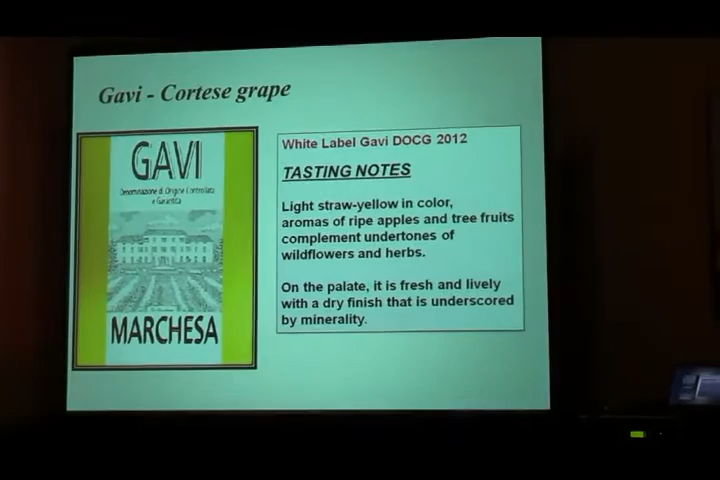 Gavi - Cortese grape
GAVI
Denominazione di Origine Controllata
e Garantita
MARCHESA
White Label Gavi DOCG 2012
TASTING NOTES
Light straw-yellow in color,
aromas of ripe apples and tree fruits
complement undertones of
wildflowers and herbs.
On the palate, it is fresh and lively
with a dry finish that is underscored
by minerality.